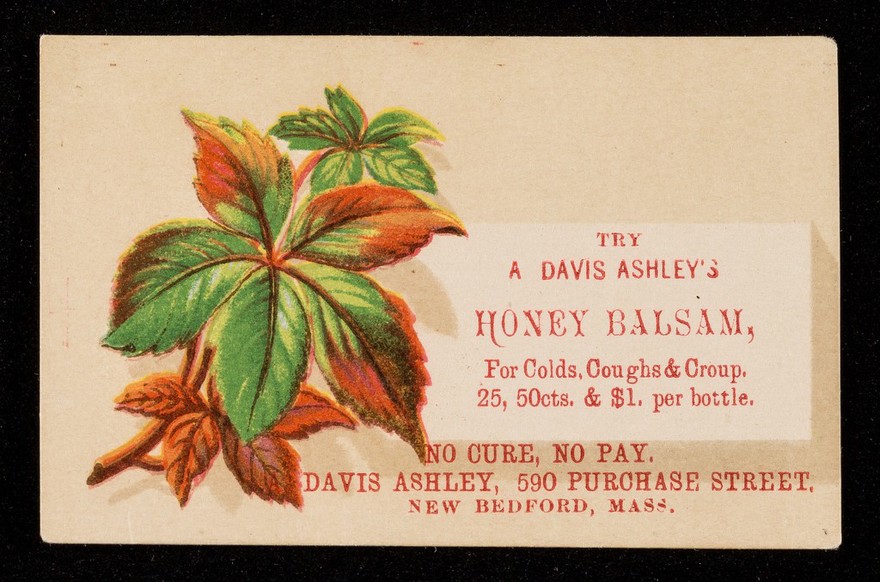 TRY
A DAVIS ASHLEY'S
HONEY BALSAM,
For Colds, Coughs & Croup.
25, 50cts. & $1. per bottle.
NO CURE, NO PAY.
A DAVIS ASHLEY, 590 PURCHASE STREET,
NEW BEDFORD, MASS.